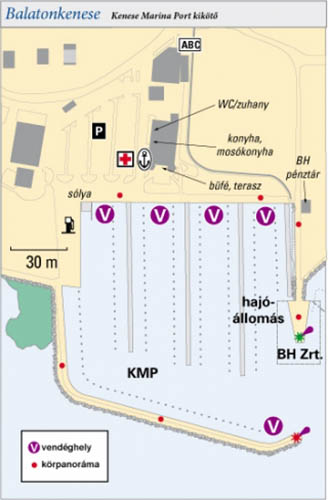 Balatonkenese Kenese Marina Port kikötő
ABC
WC/zuhany
P
konyha,
mosókonyha
BH
pénztár
büfé, terasz
sólya
V
V
V
V
30 m
hajó-
állomás
BH Zrt.
KMP
V
V vendéghely
körpanoráma